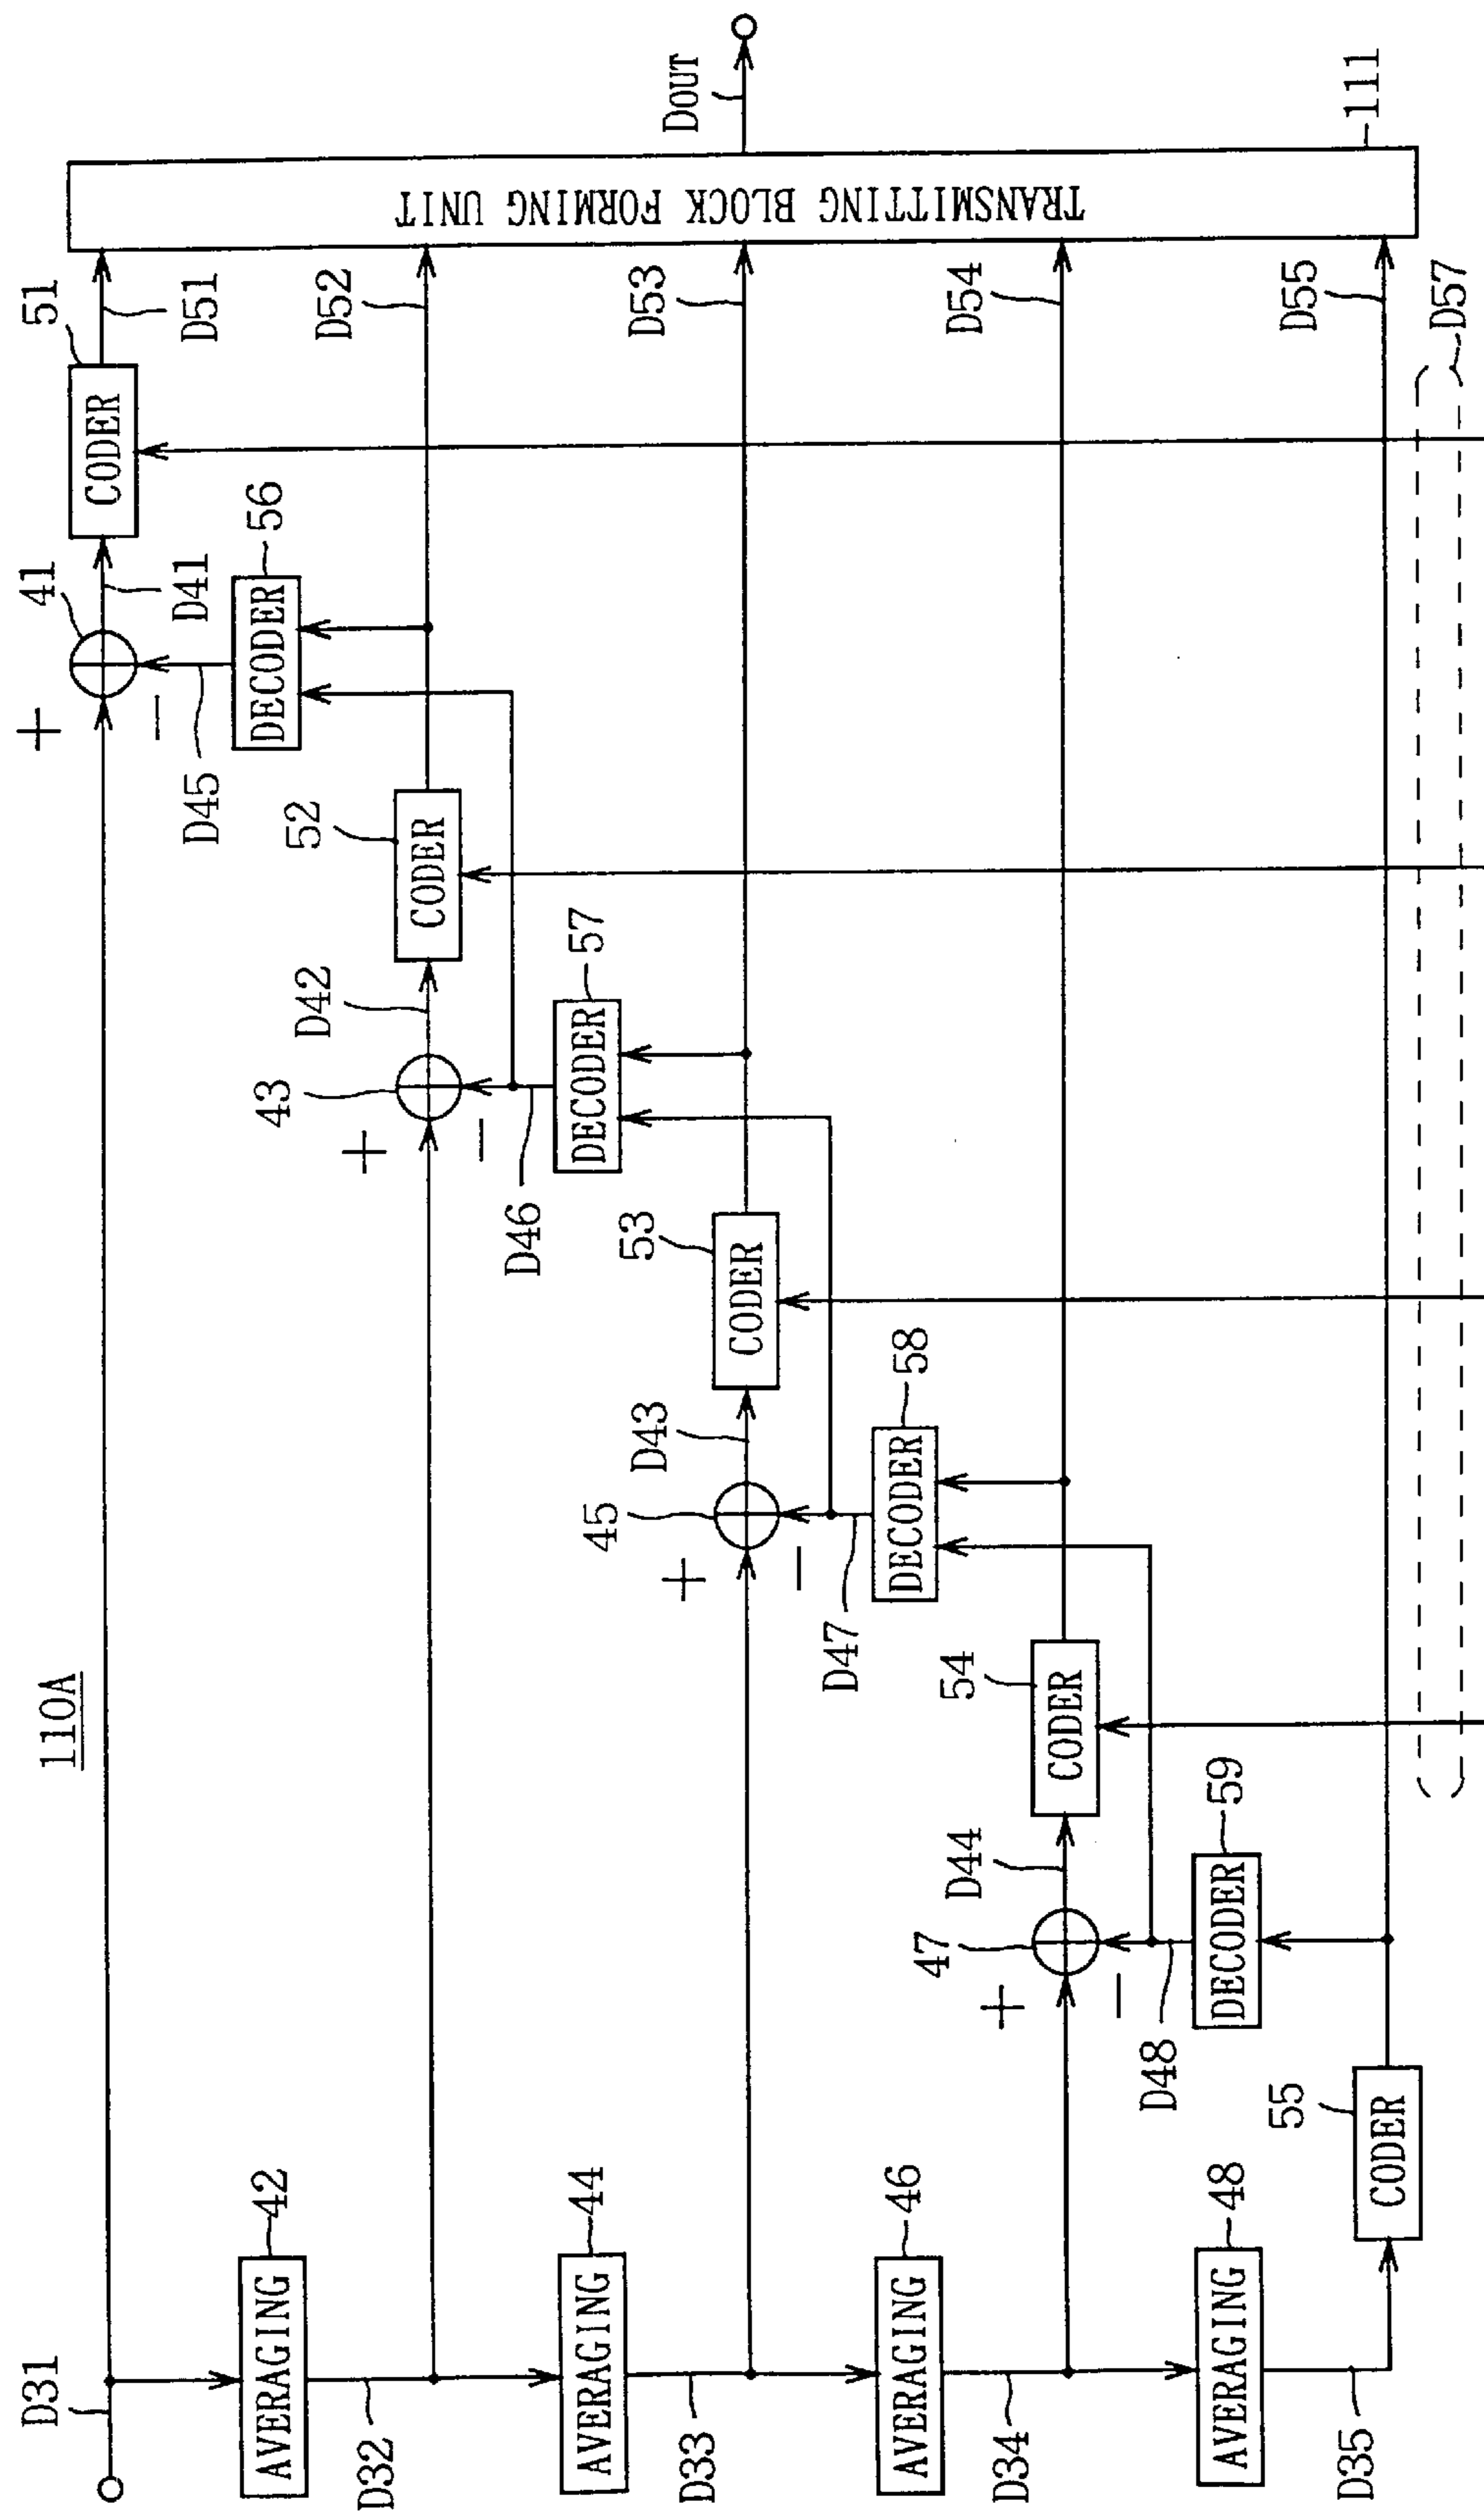 110A
D31
41
D41
51
CODER
D51
+
−
D45
DECODER
56
AVERAGING
42
D32
43
D42
52
CODER
D52
+
−
D46
DECODER
57
AVERAGING
44
D33
45
D43
53
CODER
D53
+
−
D47
DECODER
58
AVERAGING
46
D34
47
D44
54
CODER
D54
+
−
D48
DECODER
59
AVERAGING
48
D35
55
CODER
D55
D57
TRANSMITTING BLOCK FORMING UNIT
111
DOUT